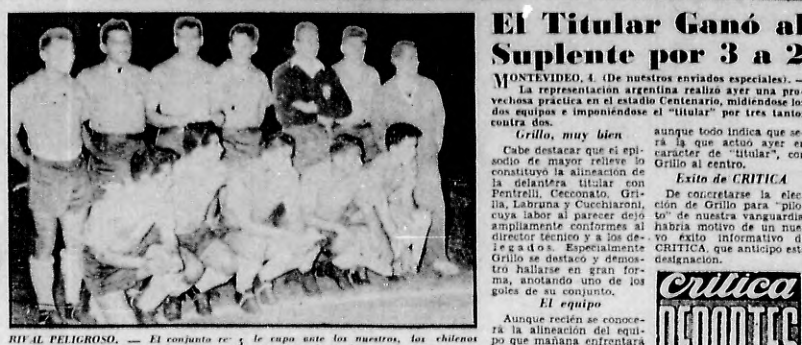 El Titular Ganó al
Suplente por 3 a 2
MONTEVIDEO, 4. (De nuestros enviados especiales). —
La representación argentina realizó ayer una pro-
vechosa práctica en el estadio Centenario, midiéndose los
dos equipos e imponiéndose el "titular" por tres tantos
contra dos.
Grillo, muy bien
Cabe destacar que el epi-
sodio de mayor relieve lo
constituyó la alineación de
la delantera titular con
Pentrelli, Cecconato, Gri-
lla, Labruna y Cucchiaroni,
cuya labor al parecer dejó
ampliamente conformes al
director técnico y a los de-
legados. Especialmente
Grillo se destacó y demos-
tró hallarse en gran for-
ma, anotando uno de los
goles de su conjunto.
El equipo
Aunque recién se conoce-
rá la alineación del equi-
po que mañana enfrentará
aunque todo indica que se-
rá la que actuó ayer en
carácter de "titular", con
Grillo al centro.
Exito de CRITICA
De concretarse la elec-
ción de Grillo para "pilo-
to" de nuestra vanguardia
habría motivo de un nue-
vo éxito informativo de
CRITICA, que anticipó esta
designación.
Crítica
DEPORTES
RIVAL PELIGROSO. — El conjunto le cupo ante los nuestros, los chilenos